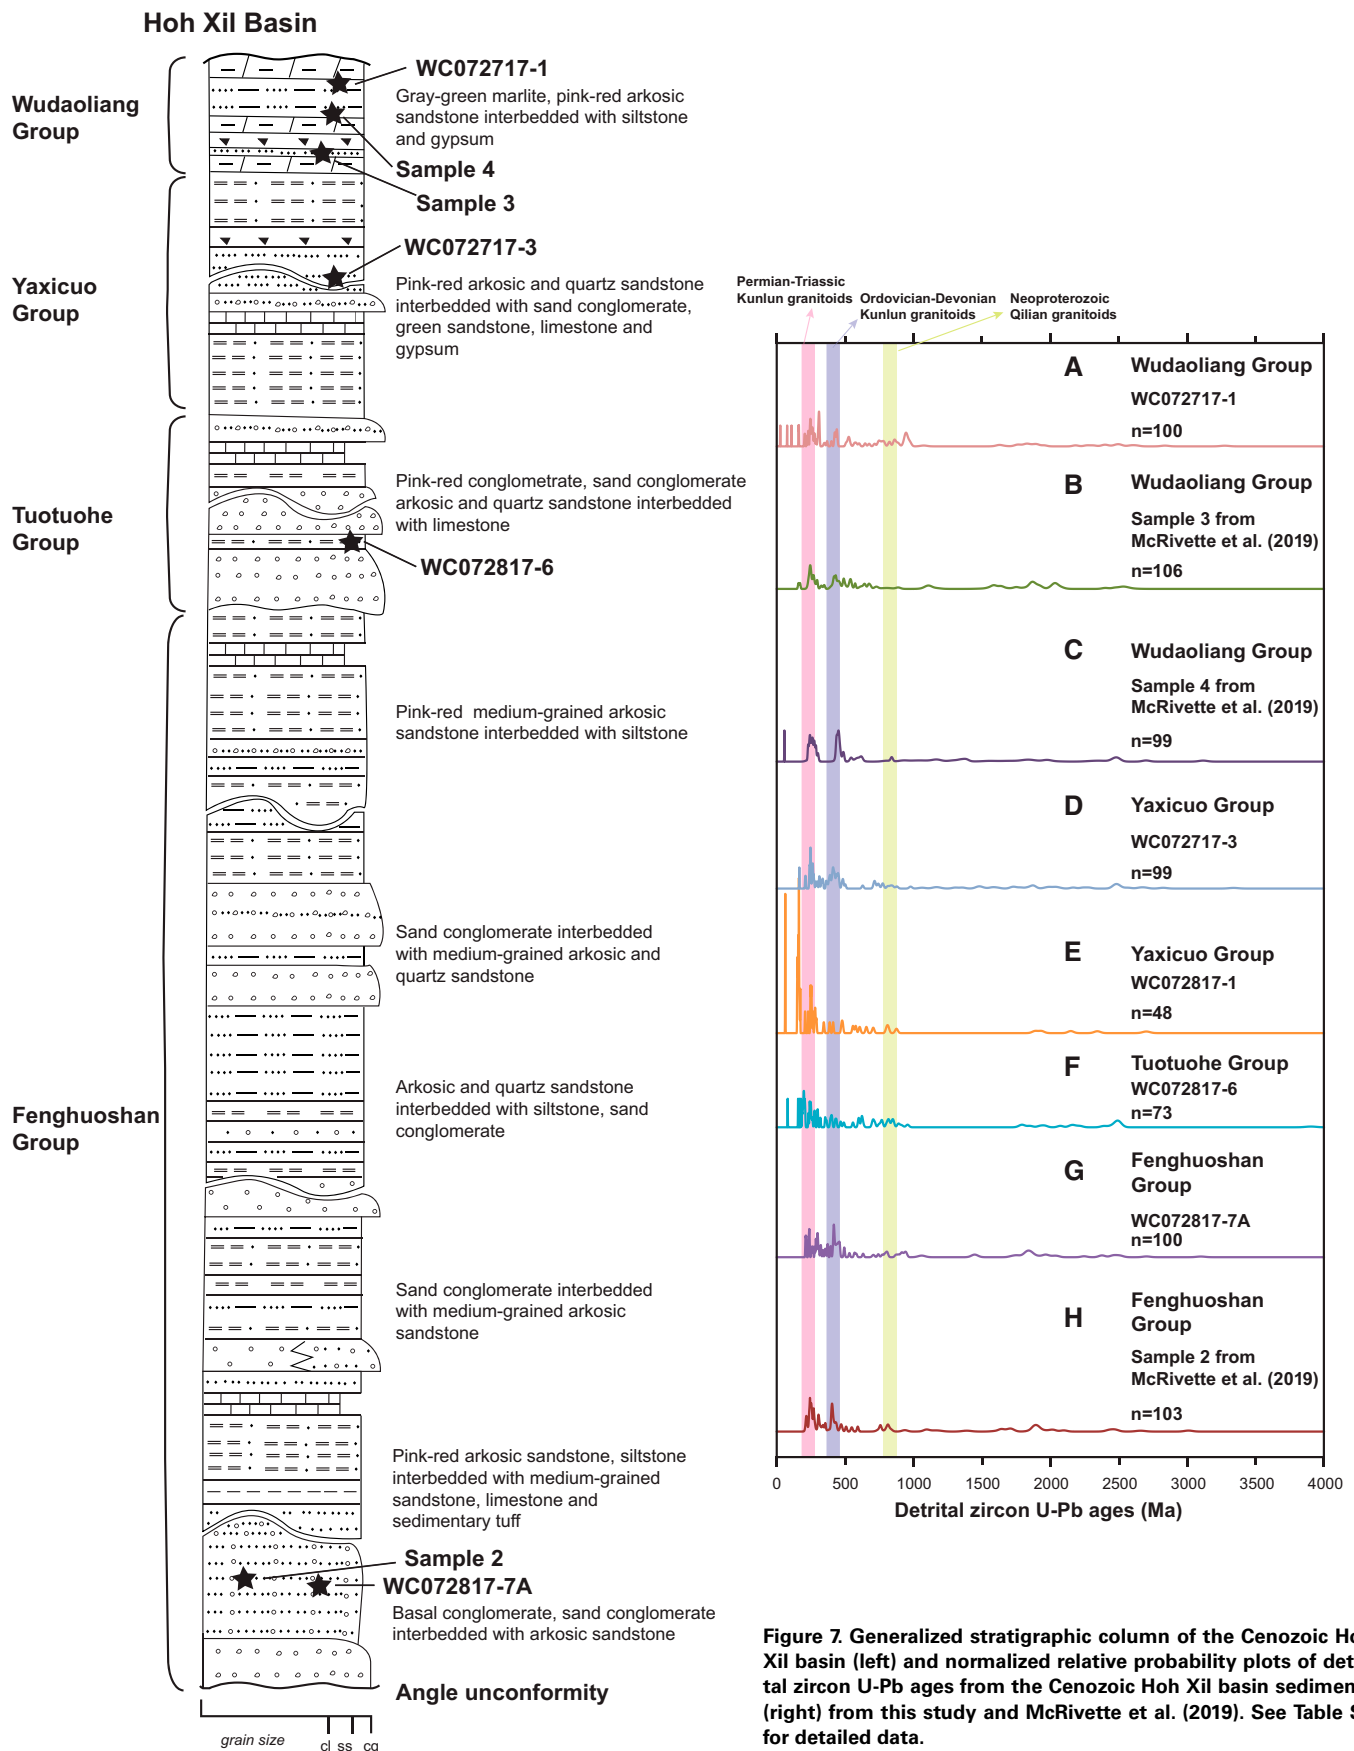 Hoh Xil Basin
Wudaoliang
Group
WC072717-1
Gray-green marlite, pink-red arkosic
sandstone interbedded with siltstone
and gypsum
Sample 4
Sample 3
Yaxicuo
Group
WC072717-3
Pink-red arkosic and quartz sandstone
interbedded with sand conglomerate,
green sandstone, limestone and
gypsum
Tuotuohe
Group
Pink-red conglometrate, sand conglomerate
arkosic and quartz sandstone interbedded
with limestone
WC072817-6
Fenghuoshan
Group
Pink-red medium-grained arkosic
sandstone interbedded with siltstone
Sand conglomerate interbedded
with medium-grained arkosic and
quartz sandstone
Arkosic and quartz sandstone
interbedded with siltstone, sand
conglomerate
Sand conglomerate interbedded
with medium-grained arkosic
sandstone
Pink-red arkosic sandstone, siltstone
interbedded with medium-grained
sandstone, limestone and
sedimentary tuff
Sample 2
WC072817-7A
Basal conglomerate, sand conglomerate
interbedded with arkosic sandstone
Angle unconformity
grain size
cl ss cg
Permian-Triassic
Kunlun granitoids
Ordovician-Devonian
Kunlun granitoids
Neoproterozoic
Qilian granitoids
A Wudaoliang Group
WC072717-1
n=100
B Wudaoliang Group
Sample 3 from
McRivette et al. (2019)
n=106
C Wudaoliang Group
Sample 4 from
McRivette et al. (2019)
n=99
D Yaxicuo Group
WC072717-3
n=99
E Yaxicuo Group
WC072817-1
n=48
F Tuotuohe Group
WC072817-6
n=73
G Fenghuoshan
Group
WC072817-7A
n=100
H Fenghuoshan
Group
Sample 2 from
McRivette et al. (2019)
n=103
0 500 1000 1500 2000 2500 3000 3500 4000
Detrital zircon U-Pb ages (Ma)
Figure 7. Generalized stratigraphic column of the Cenozoic Ho
Xil basin (left) and normalized relative probability plots of det
tal zircon U-Pb ages from the Cenozoic Hoh Xil basin sedimen
(right) from this study and McRivette et al. (2019). See Table S
for detailed data.